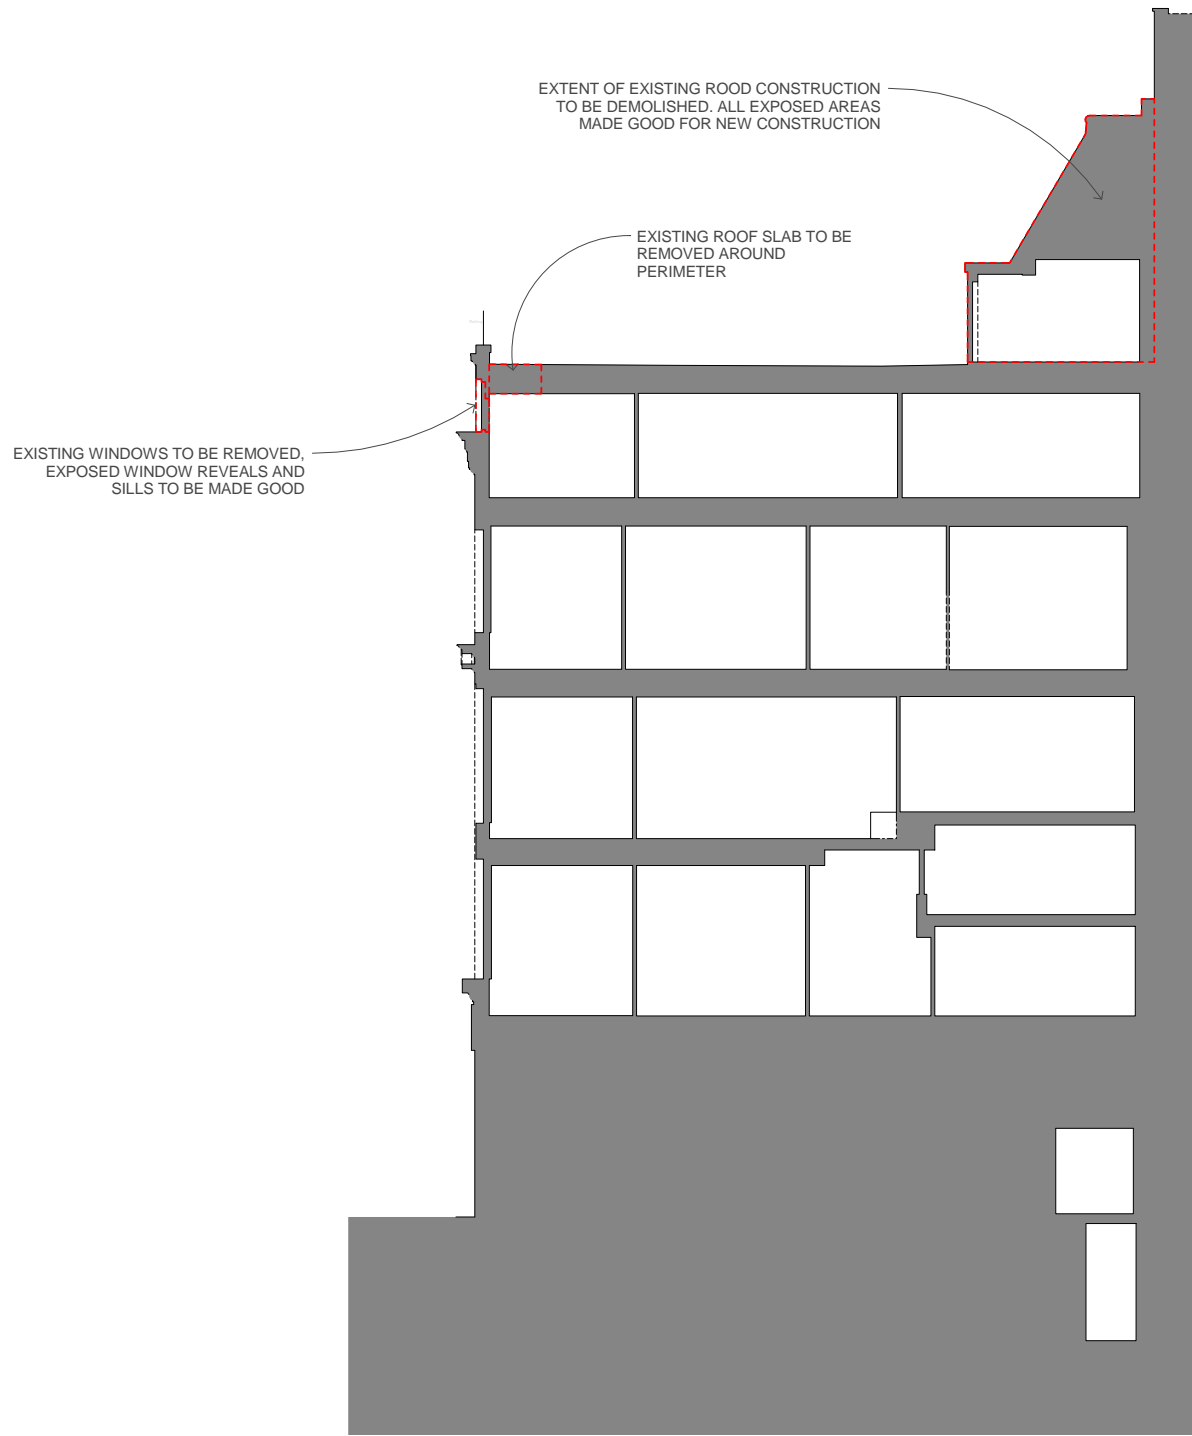 EXTENT OF EXISTING ROOD CONSTRUCTION
TO BE DEMOLISHED. ALL EXPOSED AREAS
MADE GOOD FOR NEW CONSTRUCTION
EXISTING ROOF SLAB TO BE
REMOVED AROUND
PERIMETER
EXISTING WINDOWS TO BE REMOVED,
EXPOSED WINDOW REVEALS AND
SILLS TO BE MADE GOOD